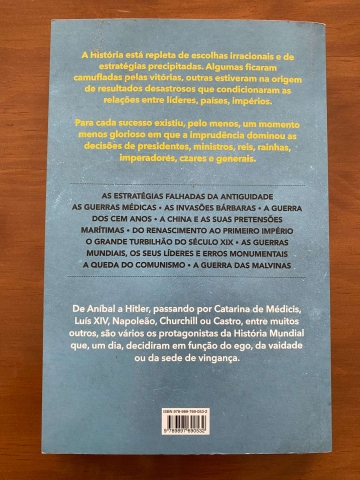 A História está repleta de escolhas irracionais e de
estratégias precipitadas. Algumas ficaram
camufladas pelas vitórias, outras estiveram na origem
de resultados desastrosos que condicionaram as
relações entre líderes, países, impérios.
Para cada sucesso existiu, pelo menos, um momento
menos glorioso em que a imprudência dominou as
decisões de presidentes, ministros, reis, rainhas,
imperadores, czares e generais.
AS ESTRATÉGIAS FALHADAS DA ANTIGUIDADE
AS GUERRAS MÉDICAS • AS INVASÕES BÁRBARAS • A GUERRA
DOS CEM ANOS • A CHINA E AS SUAS PRETENSÕES
MARÍTIMAS • DO RENASCIMENTO AO PRIMEIRO IMPÉRIO
O GRANDE TURBILHÃO DO SÉCULO XIX • AS GUERRAS
MUNDIAIS, OS SEUS LÍDERES E ERROS MONUMENTAIS
A QUEDA DO COMUNISMO • A GUERRA DAS MALVINAS
De Aníbal a Hitler, passando por Catarina de Médicis,
Luís XIV, Napoleão, Churchill ou Castro, entre muitos
outros, são vários os protagonistas da História Mundial
que, um dia, decidiram em função do ego, da vaidade
ou da sede de vingança.